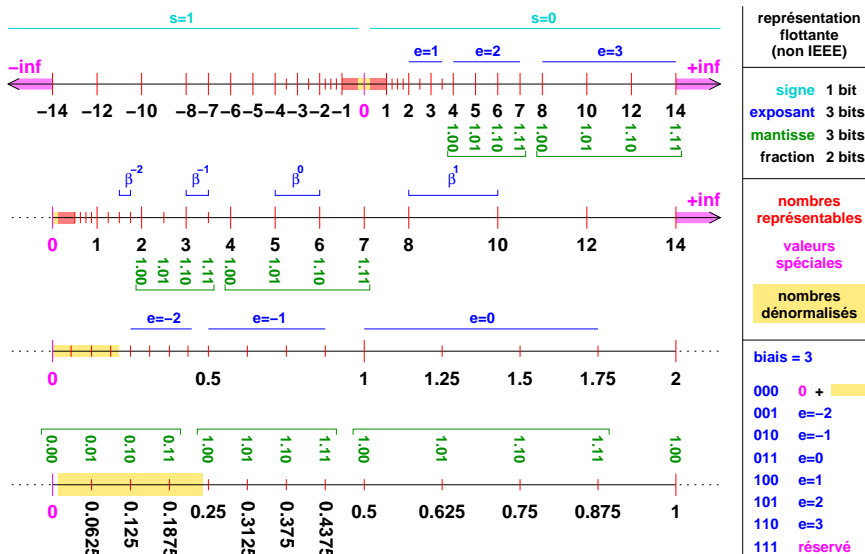 s=1 s=0
e=1 e=2 e=3
−inf +inf
−14 −12 −10 −8 −7 −6 −5 −4 −3 −2 −1 0 1 2 3 4 5 6 7 8 10 12 14
1.00 1.01 1.10 1.11 1.00 1.01 1.10 1.11
β−2 β−1 β0 β1
+inf
0 1 2 3 4 5 6 7 8 10 12 14
1.00 1.01 1.10 1.11 1.00 1.01 1.10 1.11
e=−2 e=−1 e=0
0 0.5 1 1.25 1.5 1.75 2
0.00 0.01 0.10 0.11 1.00 1.01 1.10 1.11 1.00 1.01 1.10 1.11 1.00
0 0.0625 0.125 0.1875 0.25 0.3125 0.375 0.4375 0.5 0.625 0.75 0.875 1
représentation
flottante
(non IEEE)
signe 1 bit
exposant 3 bits
mantisse 3 bits
fraction 2 bits
nombres
représentables
valeurs
spéciales
nombres
dénormalisés
biais = 3
000 0 +
001 e=−2
010 e=−1
011 e=0
100 e=1
101 e=2
110 e=3
111 réservé